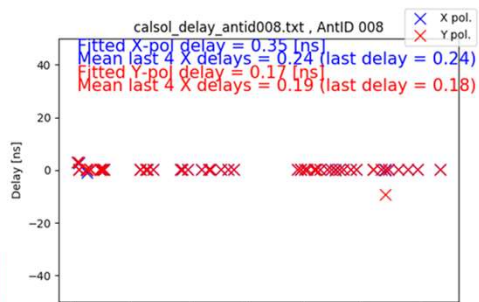 calsol_delay_antid008.txt , AntID 008
X pol.
Y pol.
Fitted X-pol delay = 0.35 [ns]
Mean last 4 X delays = 0.24 (last delay = 0.24)
Fitted Y-pol delay = 0.17 [ns]
Mean last 4 X delays = 0.19 (last delay = 0.18)
Delay [ns]
40
20
0
−20
−40